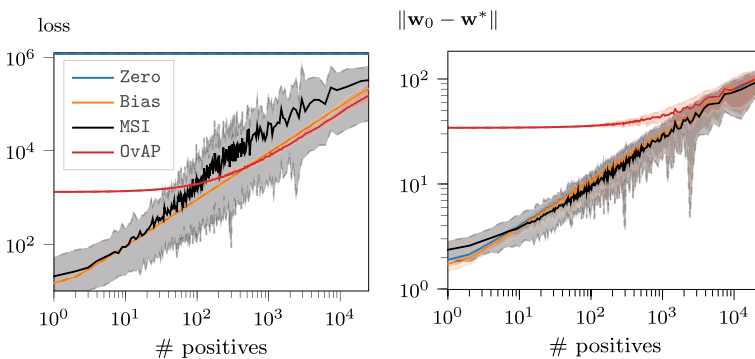 loss
10⁶
10⁴
10²
Zero
Bias
MSI
OvAP
10⁰ 10¹ 10² 10³ 10⁴
# positives
‖w₀ − w*‖
10²
10¹
10⁰
10⁰ 10¹ 10² 10³ 10⁴
# positives